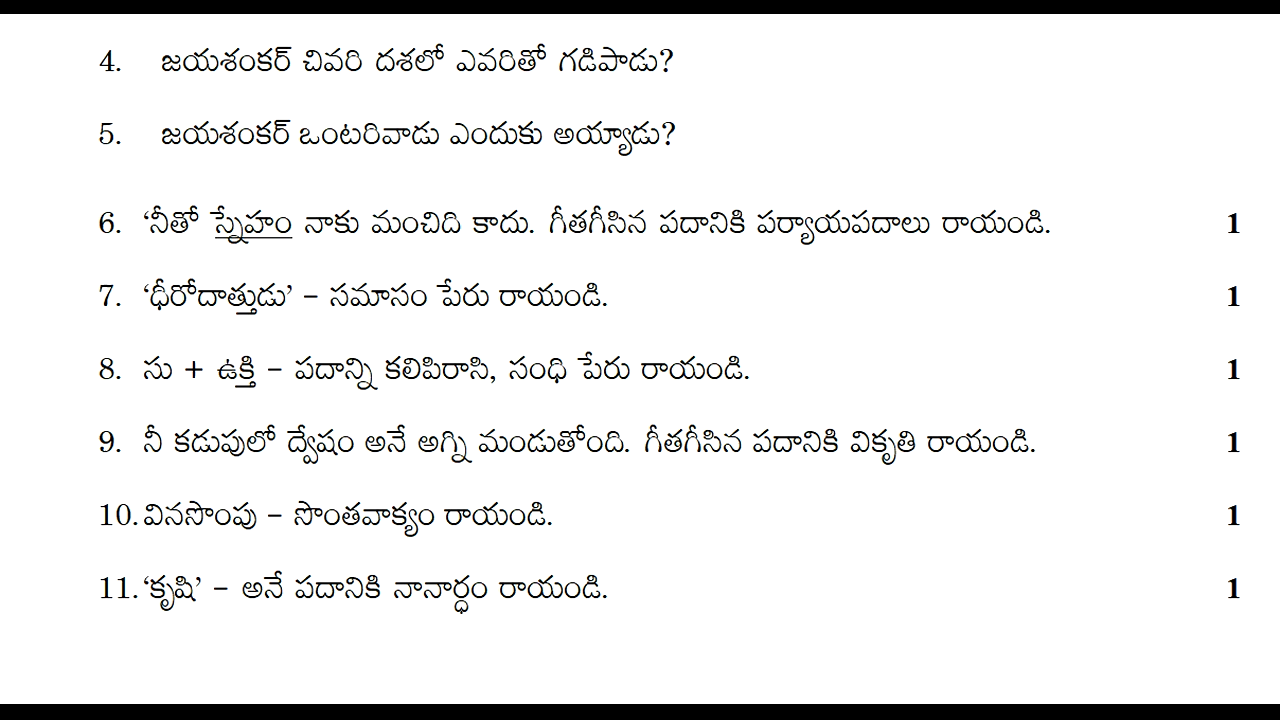 4. జయశంకర్ చివరి దశలో ఎవరితో గడిపాడు?
5. జయశంకర్ ఒంటరివాడు ఎందుకు అయ్యాడు?
6. ‘నీతో స్నేహం నాకు మంచిది కాదు. గీతగీసిన పదానికి పర్యాయపదాలు రాయండి. 1
7. ‘ధీరోదాత్తుడు’ – సమాసం పేరు రాయండి. 1
8. సు + ఉక్తి – పదాన్ని కలిపిరాసి, సంధి పేరు రాయండి. 1
9. నీ కడుపులో ద్వేషం అనే అగ్ని మండుతోంది. గీతగీసిన పదానికి వికృతి రాయండి. 1
10. వినసొంపు – సొంతవాక్యం రాయండి. 1
11. ‘కృషి’ – అనే పదానికి నానార్ధం రాయండి. 1